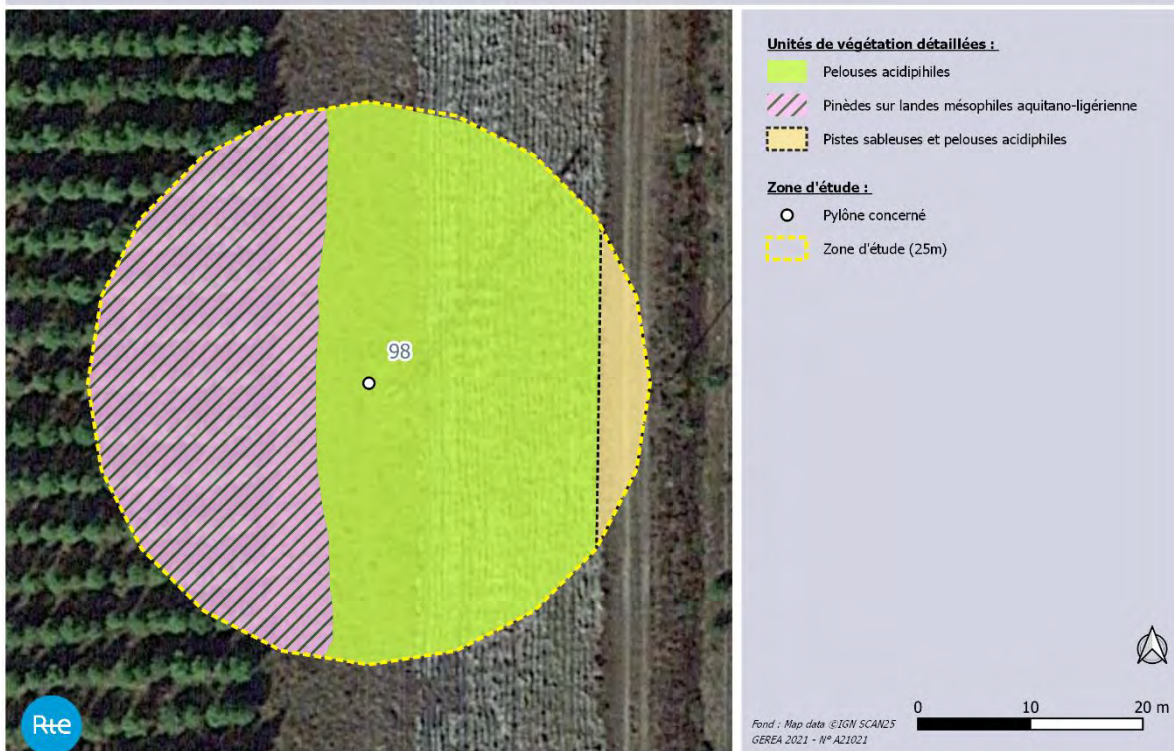 98
Rte
Unités de végétation détaillées :
Pelouses acidipihiles
Pinèdes sur landes mésophiles aquitano-ligérienne
Pistes sableuses et pelouses acidiphiles
Zone d'étude :
Pylône concerné
Zone d'étude (25m)
0 10 20 m
Fond : Map data ©IGN SCAN25
GEREA 2021 - N° A21021